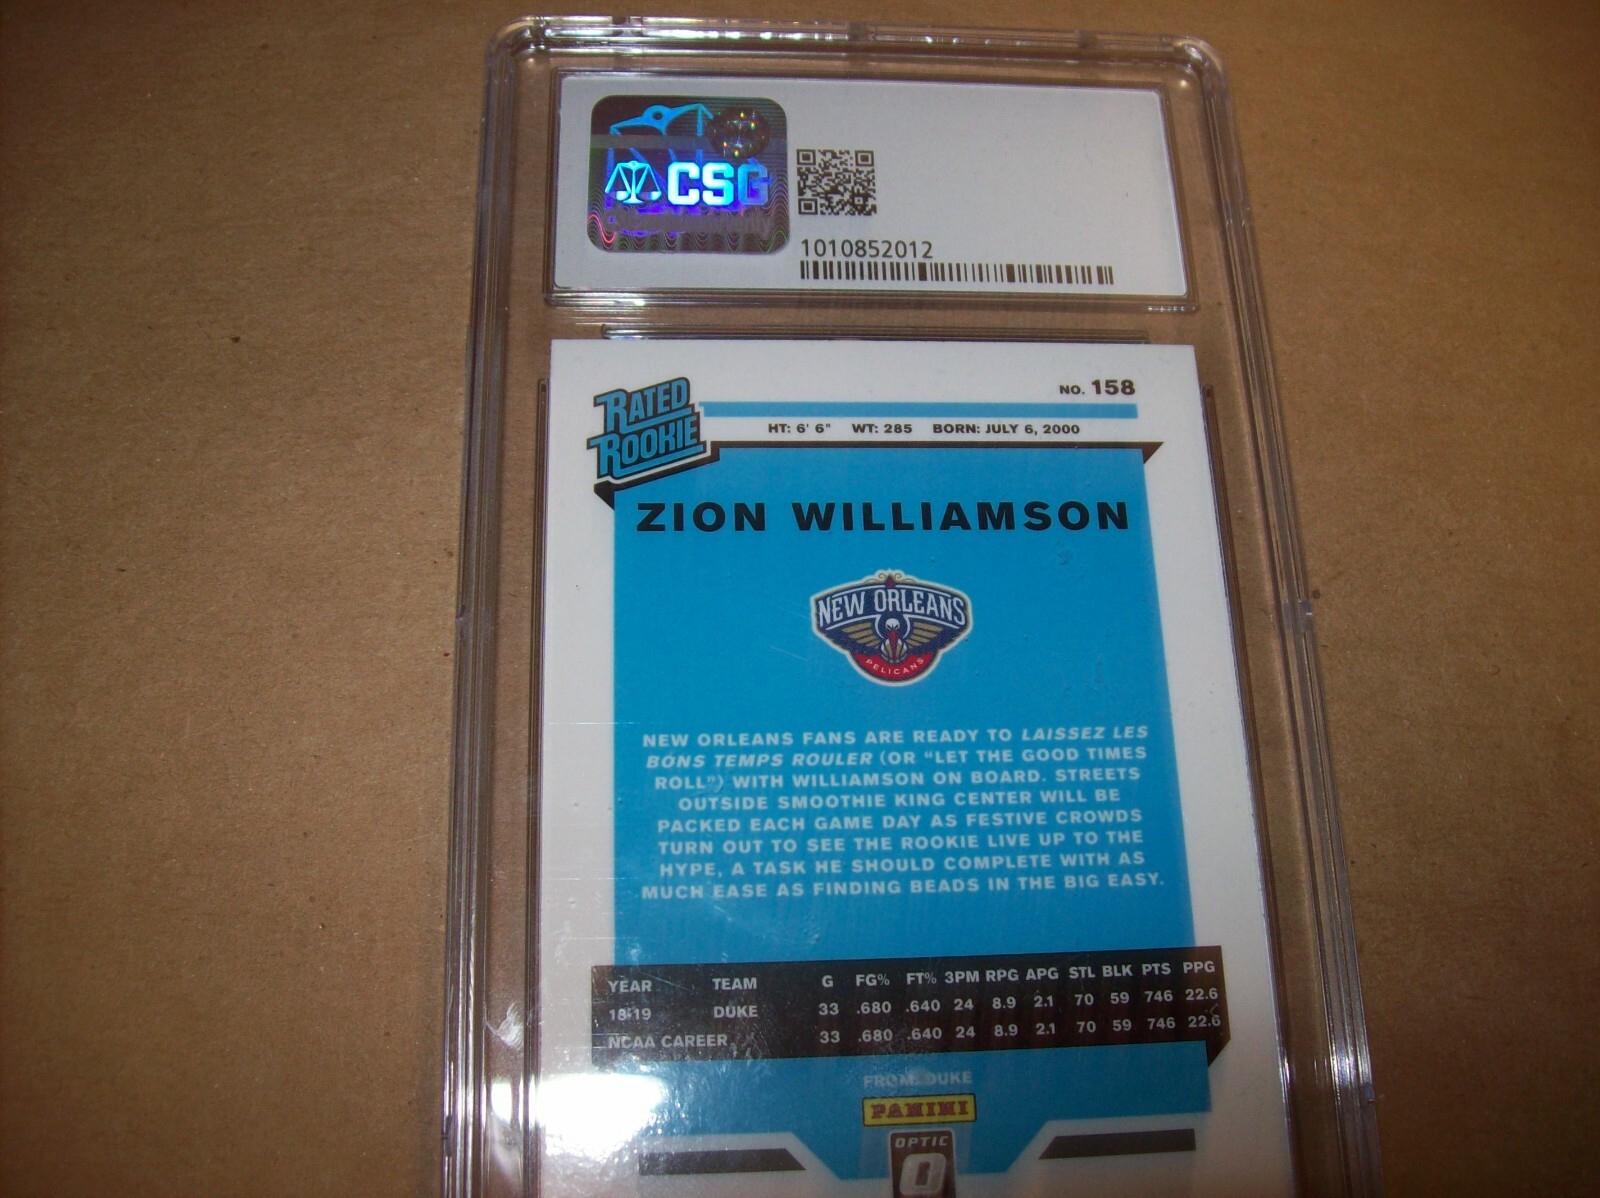 CSG
1010852012
RATED
ROOKIE
NO. 158
HT: 6' 6" WT: 285 BORN: JULY 6, 2000
ZION WILLIAMSON
NEW ORLEANS
PELICANS
NEW ORLEANS FANS ARE READY TO LAISSEZ LES
BONS TEMPS ROULER (OR “LET THE GOOD TIMES
ROLL”) WITH WILLIAMSON ON BOARD. STREETS
OUTSIDE SMOOTHIE KING CENTER WILL BE
PACKED EACH GAME DAY AS FESTIVE CROWDS
TURN OUT TO SEE THE ROOKIE LIVE UP TO THE
HYPE, A TASK HE SHOULD COMPLETE WITH AS
MUCH EASE AS FINDING BEADS IN THE BIG EASY.
YEAR TEAM G FG% FT% 3PM RPG APG STL BLK PTS PPG
18-19 DUKE 33 .680 .640 24 8.9 2.1 70 59 746 22.6
NCAA CAREER 33 .680 .640 24 8.9 2.1 70 59 746 22.6
FROM: DUKE
PANINI
OPTIC